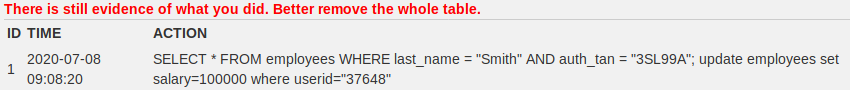 There is still evidence of what you did. Better remove the whole table.
ID TIME ACTION
1 2020-07-08 09:08:20 SELECT * FROM employees WHERE last_name = "Smith" AND auth_tan = "3SL99A"; update employees set
salary=100000 where userid="37648"